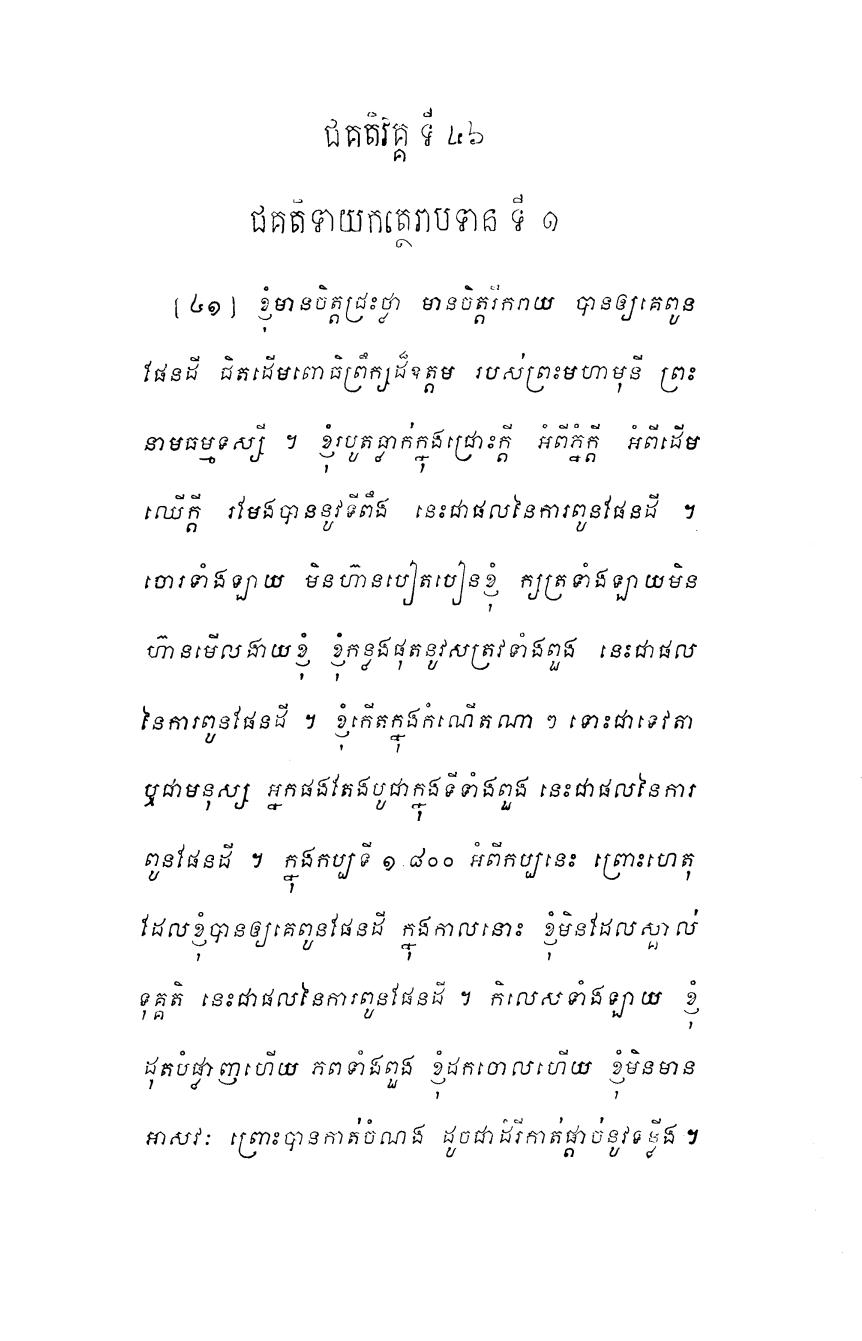 ជគតិវគ្គ ទី ៤៦
ជគតិទាយកត្ថេរាបទាន ទី ១
[៤១] ខ្ញុំមានចិត្តជ្រះថ្លា មានចិត្តរីករាយ បានឲ្យគេពូន
ផែនដី ជិតដើមពោធិព្រឹក្សដ៏ឧត្តម របស់ព្រះមហាមុនី ព្រះ
នាមធម្មទស្សី ។ ខ្ញុំរបូតធ្លាក់ក្នុងជ្រោះក្តី អំពីភ្នំក្តី អំពីដើម
ឈើក្តី រមែងបាននូវទីពឹង នេះជាផលនៃការពូនផែនដី ។
ចោរទាំងឡាយ មិនហ៊ានបៀតបៀនខ្ញុំ ក្សត្រទាំងឡាយមិន
ហ៊ានមើលងាយខ្ញុំ ខ្ញុំកន្លងផុតនូវសត្រូវទាំងពួង នេះជាផល
នៃការពូនផែនដី ។ ខ្ញុំកើតក្នុងកំណើតណា ៗ ទោះជាទេវតា
ឬជាមនុស្ស អ្នកផងតែងបូជាក្នុងទីទាំងពួង នេះជាផលនៃការ
ពូនផែនដី ។ ក្នុងកប្បទី ១.៨០០ អំពីកប្បនេះ ព្រោះហេតុ
ដែលខ្ញុំបានឲ្យគេពូនផែនដី ក្នុងកាលនោះ ខ្ញុំមិនដែលស្គាល់
ទុគ្គតិ នេះជាផលនៃការពូនផែនដី ។ កិលេសទាំងឡាយ ខ្ញុំ
ដុតបំផ្លាញហើយ ភពទាំងពួង ខ្ញុំដកចោលហើយ ខ្ញុំមិនមាន
អាសវៈ ព្រោះបានកាត់ចំណង ដូចជាដំរីកាត់ផ្តាច់នូវទន្លីង ។